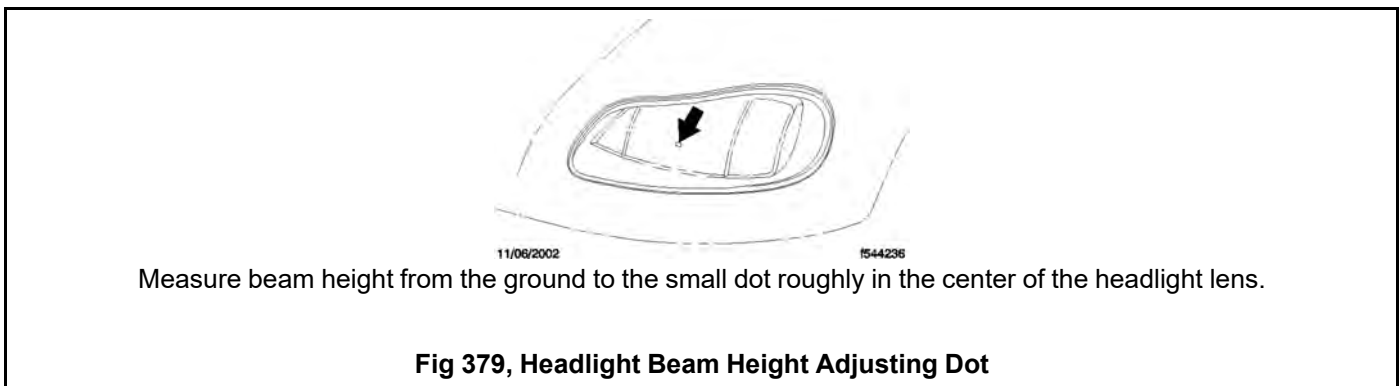 11/06/2002 f544236
Measure beam height from the ground to the small dot roughly in the center of the headlight lens.
Fig 379, Headlight Beam Height Adjusting Dot